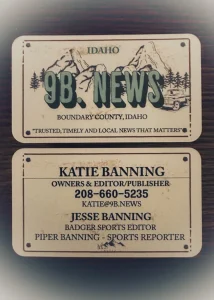 IDAHO
9B. NEWS
BOUNDARY COUNTY, IDAHO
"TRUSTED, TIMELY AND LOCAL NEWS THAT MATTERS"
KATIE BANNING
OWNERS & EDITOR/PUBLISHER
208-660-5235
KATIE@9B.NEWS
JESSE BANNING
BADGER SPORTS EDITOR
PIPER BANNING - SPORTS REPORTER